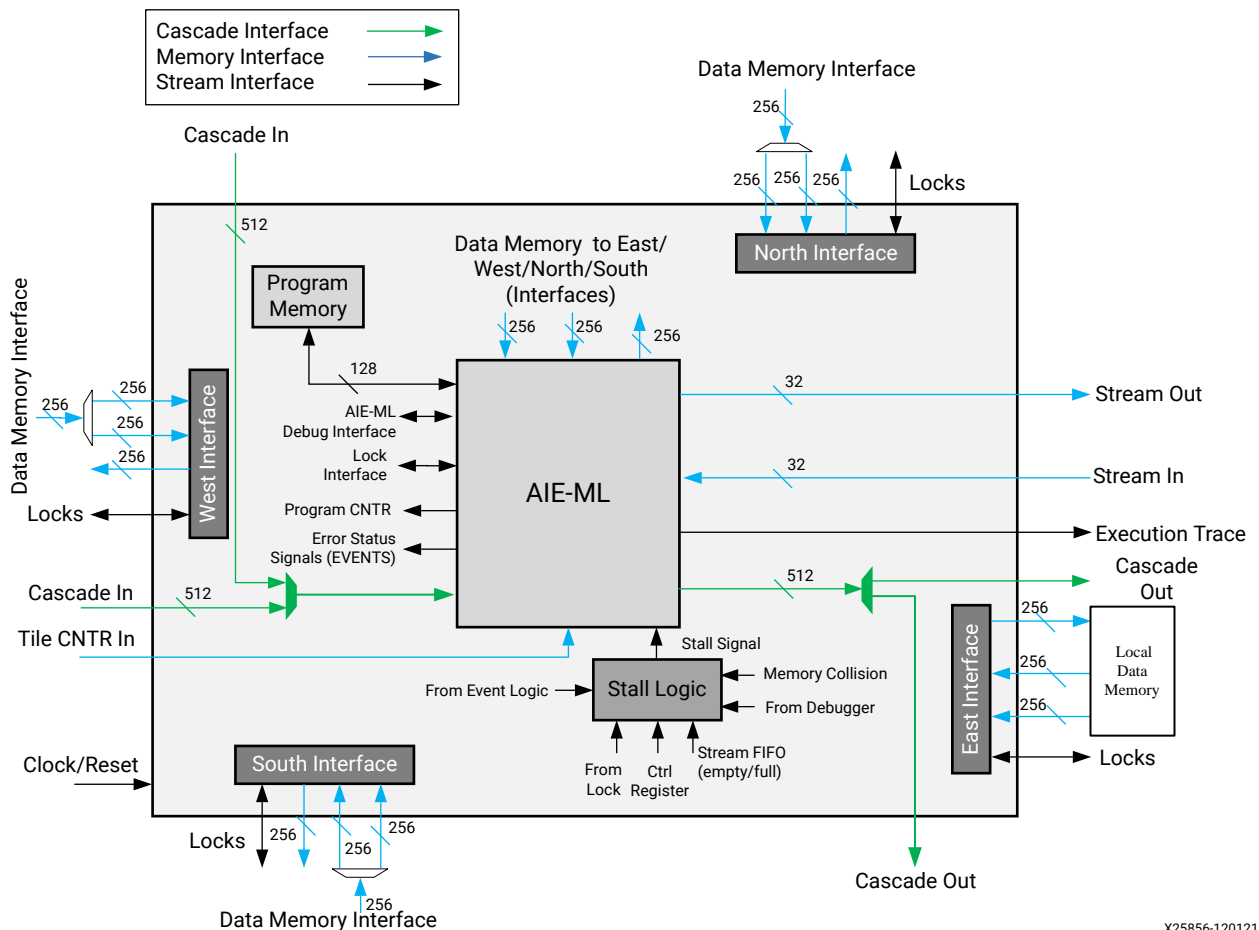 Cascade Interface
Memory Interface
Stream Interface
Data Memory Interface
256
Cascade In
256
256
256
Locks
512
North Interface
Data Memory to East/
West/North/South
(Interfaces)
Program
Memory
256
256
256
128
Data Memory Interface
256
256
256
256
West Interface
Locks
AIE-ML
Debug Interface
Lock
Interface
Program CNTR
Error Status
Signals (EVENTS)
AIE-ML
32
Stream Out
32
Stream In
Execution Trace
512
Cascade
Out
Cascade In
512
Tile CNTR In
Stall Signal
Stall Logic
From Event Logic
Memory Collision
From Debugger
From
Lock
Ctrl
Register
Stream FIFO
(empty/full)
East Interface
256
256
256
Local
Data
Memory
Locks
Clock/Reset
South Interface
Locks
256
256
256
256
Data Memory Interface
Cascade Out
X25856-120121